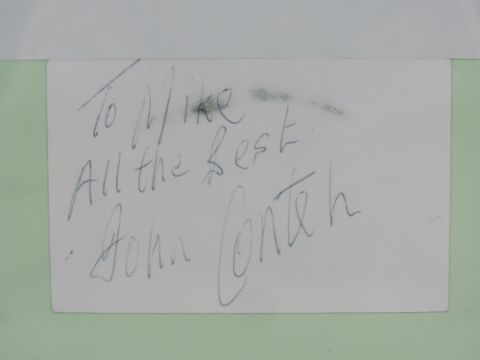 To Mike
All the Best
John Conteh